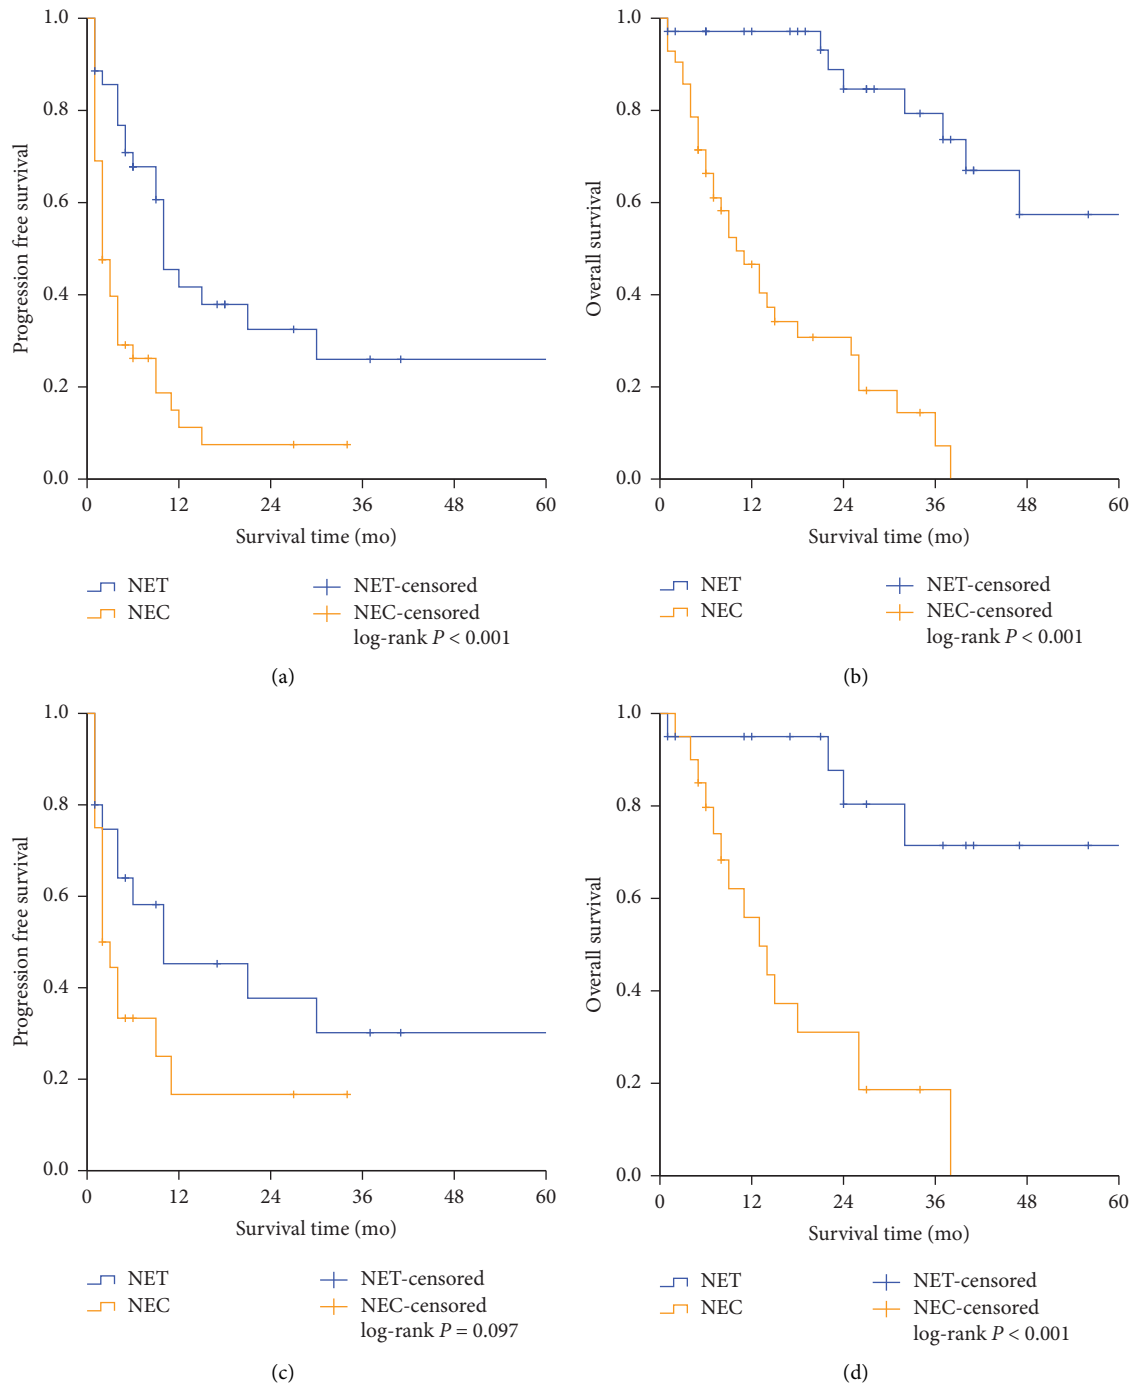 Progression free survival
1.0
0.8
0.6
0.4
0.2
0.0
0 12 24 36 48 60
Survival time (mo)
NET NET-censored
NEC NEC-censored
log-rank P < 0.001
(a)
Overall survival
1.0
0.8
0.6
0.4
0.2
0.0
0 12 24 36 48 60
Survival time (mo)
NET NET-censored
NEC NEC-censored
log-rank P < 0.001
(b)
Progression free survival
1.0
0.8
0.6
0.4
0.2
0.0
0 12 24 36 48 60
Survival time (mo)
NET NET-censored
NEC NEC-censored
log-rank P = 0.097
(c)
Overall survival
1.0
0.8
0.6
0.4
0.2
0.0
0 12 24 36 48 60
Survival time (mo)
NET NET-censored
NEC NEC-censored
log-rank P < 0.001
(d)